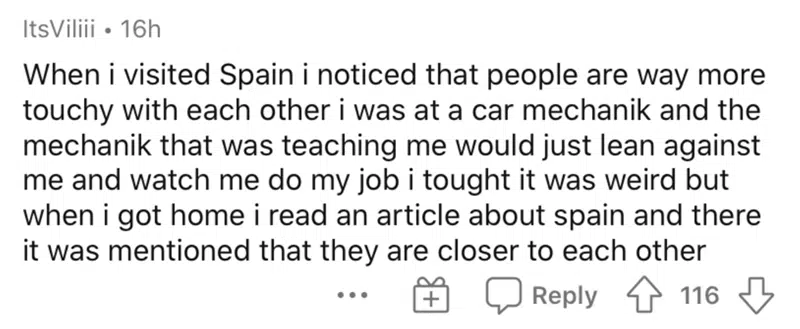 ItsViliii • 16h
When i visited Spain i noticed that people are way more
touchy with each other i was at a car mechanik and the
mechanik that was teaching me would just lean against
me and watch me do my job i tought it was weird but
when i got home i read an article about spain and there
it was mentioned that they are closer to each other
Reply 116